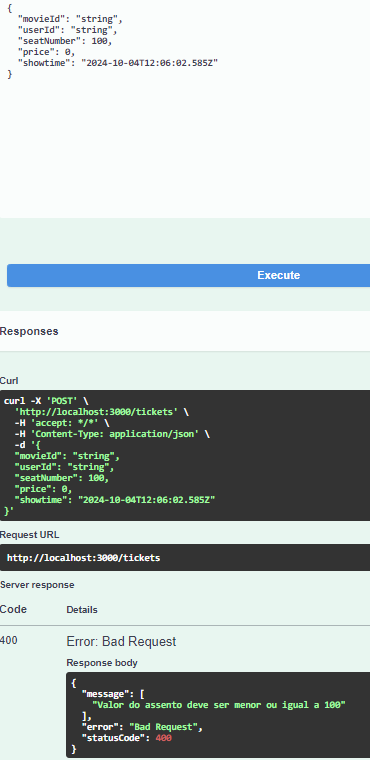 {
  "movieId": "string",
  "userId": "string",
  "seatNumber": 100,
  "price": 0,
  "showtime": "2024-10-04T12:06:02.585Z"
}
Execute
Responses
Curl
curl -X 'POST' \
  'http://localhost:3000/tickets' \
  -H 'accept: */*' \
  -H 'Content-Type: application/json' \
  -d '{
  "movieId": "string",
  "userId": "string",
  "seatNumber": 100,
  "price": 0,
  "showtime": "2024-10-04T12:06:02.585Z"
}'
Request URL
http://localhost:3000/tickets
Server response
Code Details
400 Error: Bad Request
Response body
{
  "message": [
    "Valor do assento deve ser menor ou igual a 100"
  ],
  "error": "Bad Request",
  "statusCode": 400
}